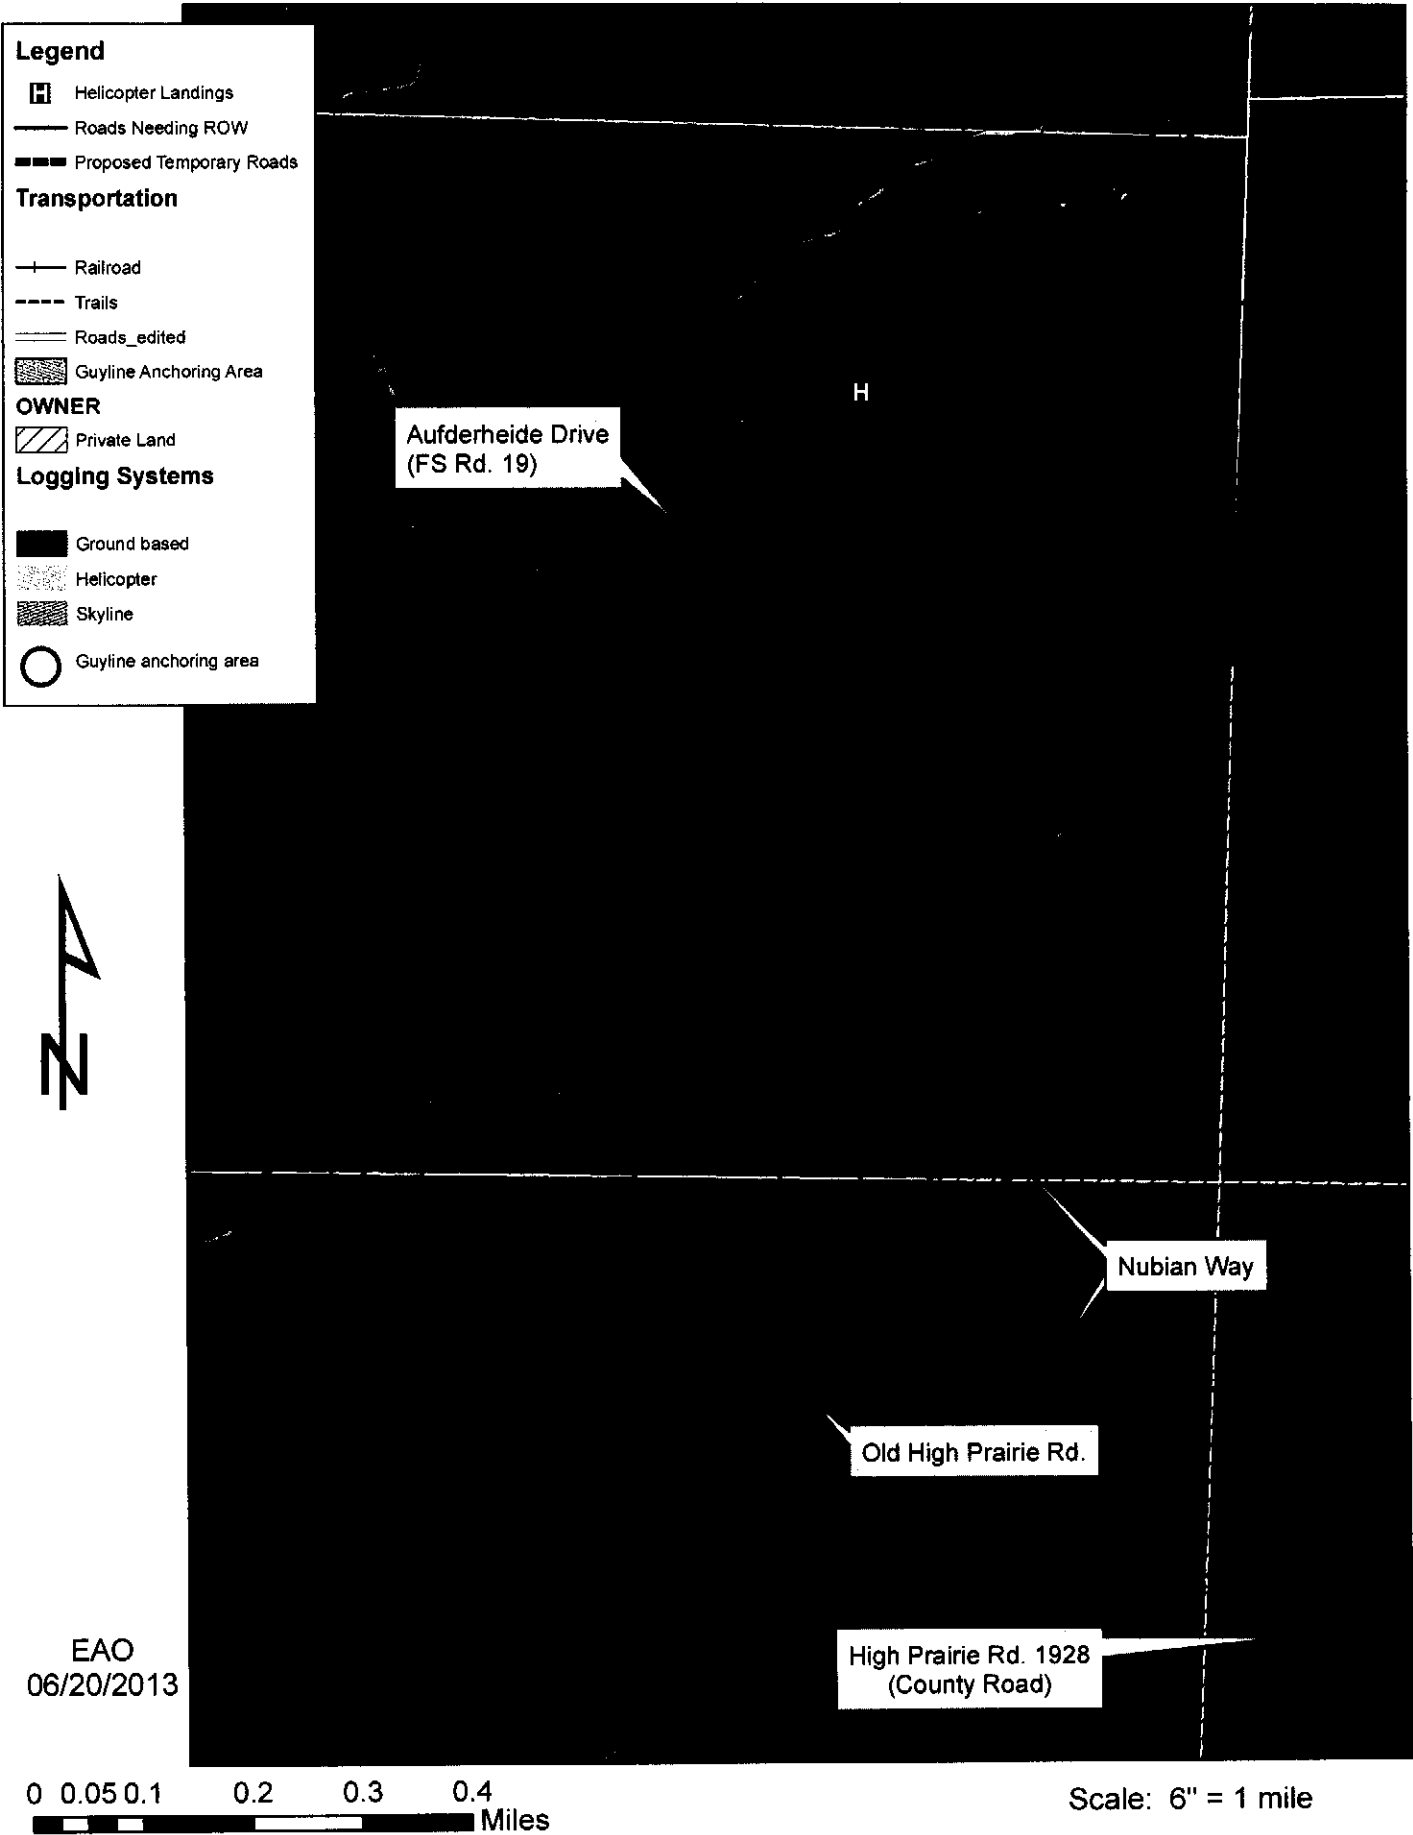 Legend
H Helicopter Landings
Roads Needing ROW
Proposed Temporary Roads
Transportation
Railroad
Trails
Roads_edited
Guyline Anchoring Area
OWNER
Private Land
Logging Systems
Ground based
Helicopter
Skyline
Guyline anchoring area
H
Aufderheide Drive
(FS Rd. 19)
N
Nubian Way
Old High Prairie Rd.
High Prairie Rd. 1928
(County Road)
EAO
06/20/2013
0 0.05 0.1 0.2 0.3 0.4
Miles
Scale: 6" = 1 mile